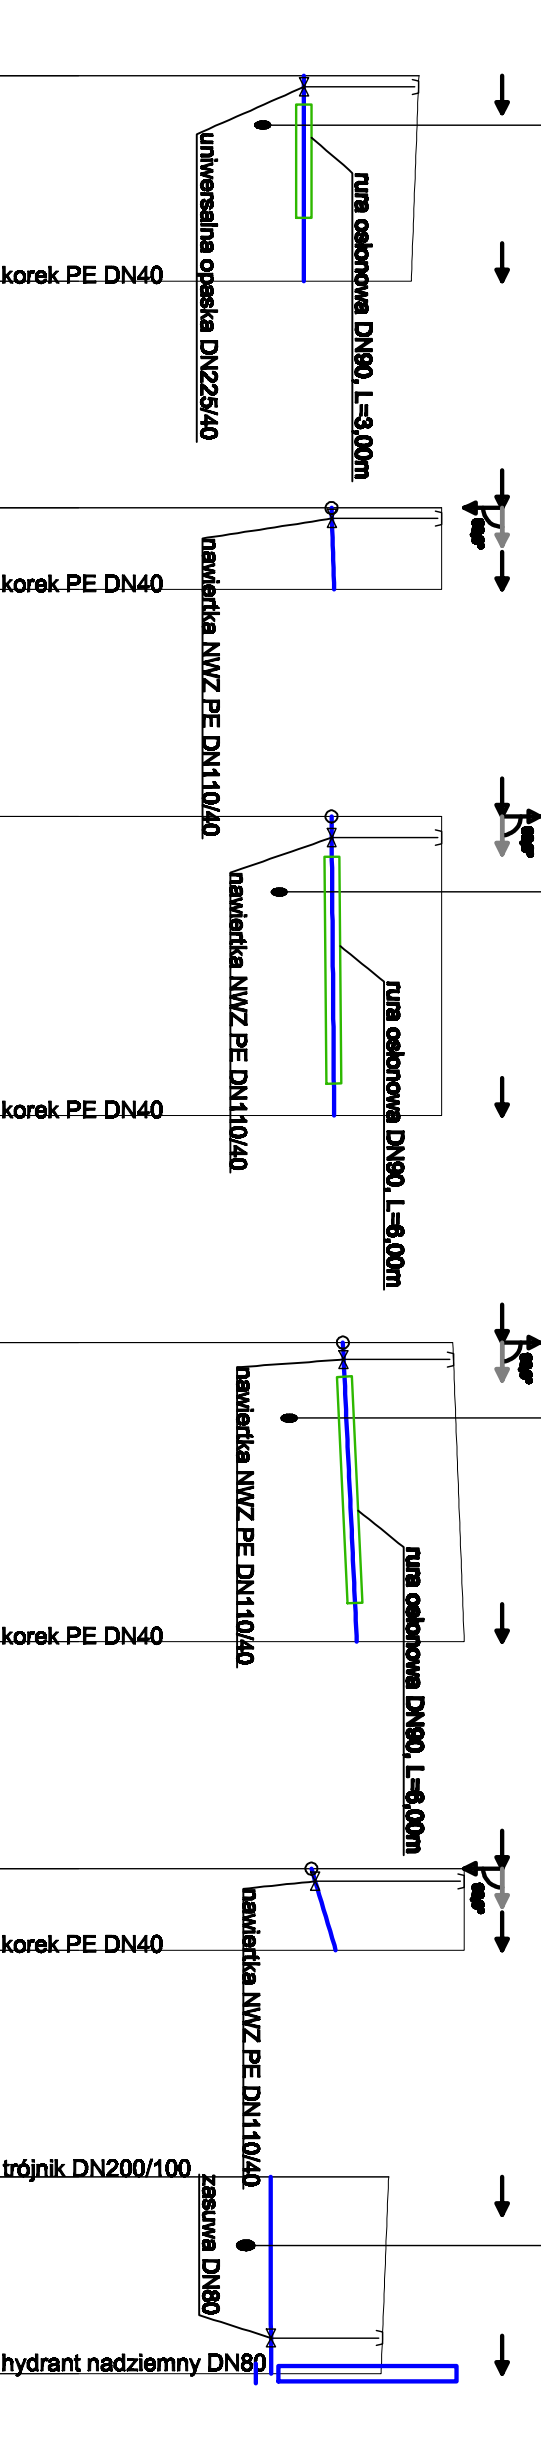 uniwersalna opaska DN225/40
rura osłonowa DN90, L=3,00m
korek PE DN40
nawiertka NWZ PE DN110/40
korek PE DN40
nawiertka NWZ PE DN110/40
rura osłonowa DN90, L=6,00m
korek PE DN40
nawiertka NWZ PE DN110/40
rura osłonowa DN90, L=6,00m
korek PE DN40
nawiertka NWZ PE DN110/40
korek PE DN40
trójnik DN200/100
zasuwa DN80
hydrant nadziemny DN80